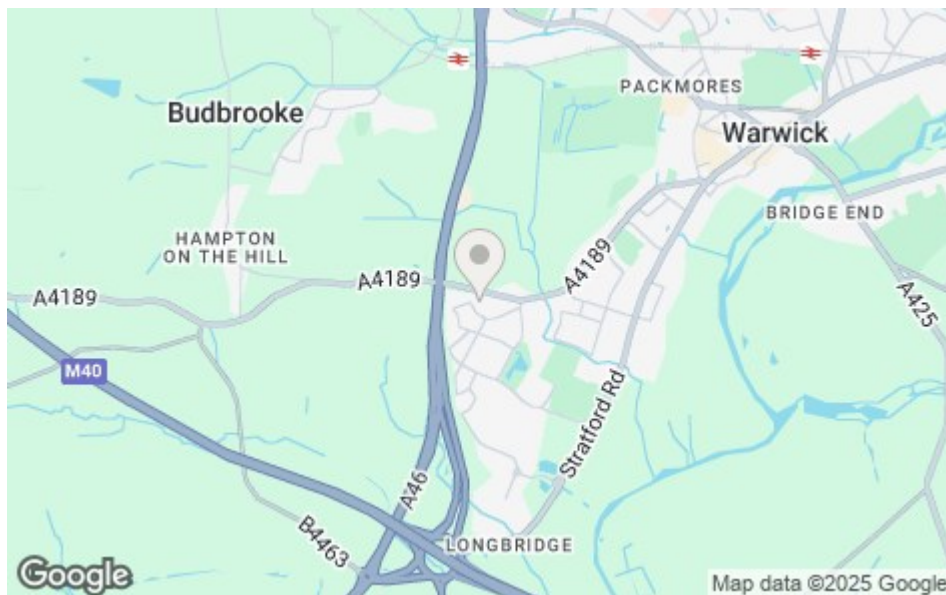 PACKMORES
Budbrooke
Warwick
BRIDGE END
HAMPTON
ON THE HILL
A4189
A4189
A4189
A425
M40
Stratford Rd
A46
B4463
LONGBRIDGE
Google
Map data ©2025 Google